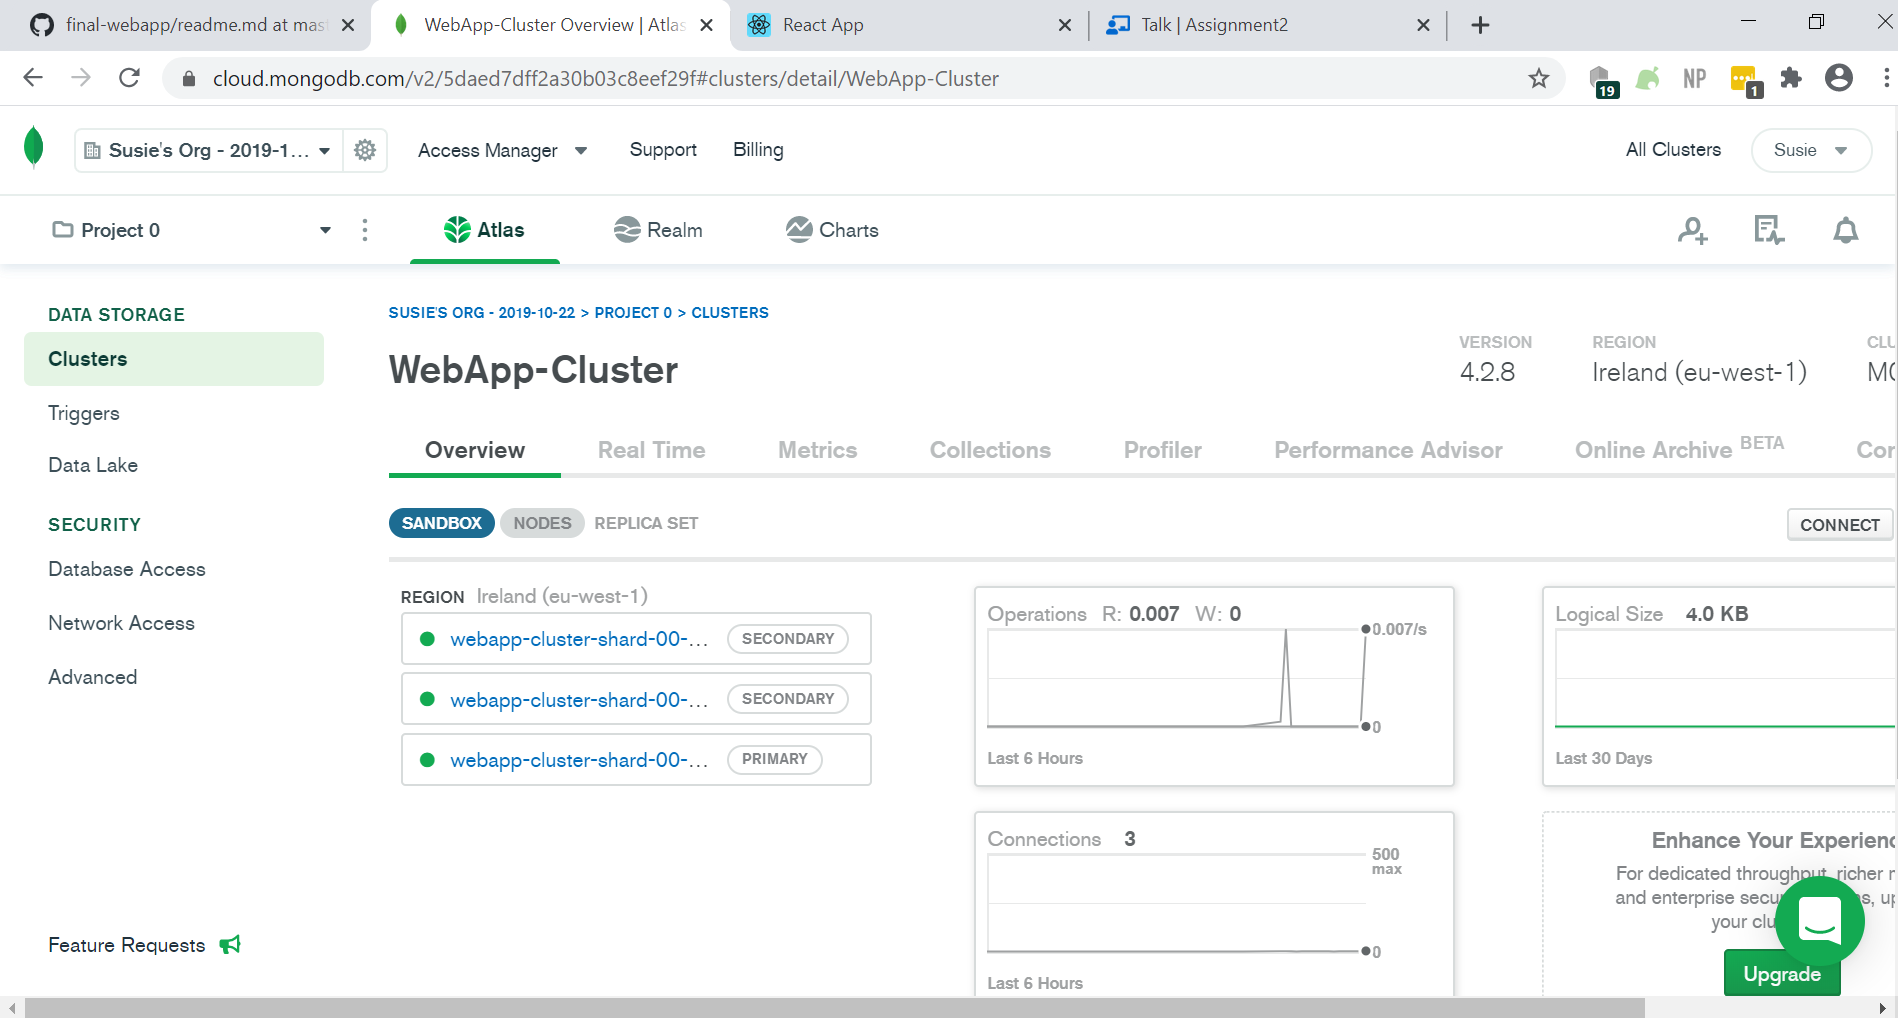 final-webapp/readme.md at mast
WebApp-Cluster Overview | Atlas
React App
Talk | Assignment2
cloud.mongodb.com/v2/5daed7dff2a30b03c8eef29f#clusters/detail/WebApp-Cluster
19
NP
1
Susie's Org - 2019-1...
Access Manager
Support
Billing
All Clusters
Susie
Project 0
Atlas
Realm
Charts
DATA STORAGE
Clusters
Triggers
Data Lake
SECURITY
Database Access
Network Access
Advanced
Feature Requests
SUSIE'S ORG - 2019-10-22 > PROJECT 0 > CLUSTERS
WebApp-Cluster
VERSION
4.2.8
REGION
Ireland (eu-west-1)
CLU
M0
Overview
Real Time
Metrics
Collections
Profiler
Performance Advisor
Online Archive BETA
Cor
SANDBOX
NODES
REPLICA SET
CONNECT
REGION Ireland (eu-west-1)
webapp-cluster-shard-00-... SECONDARY
webapp-cluster-shard-00-... SECONDARY
webapp-cluster-shard-00-... PRIMARY
Operations R: 0.007 W: 0
0.007/s
0
Last 6 Hours
Logical Size 4.0 KB
Last 30 Days
Connections 3
500
max
0
Last 6 Hours
Enhance Your Experienc
For dedicated throughput, richer
and enterprise up
your
Upgrade